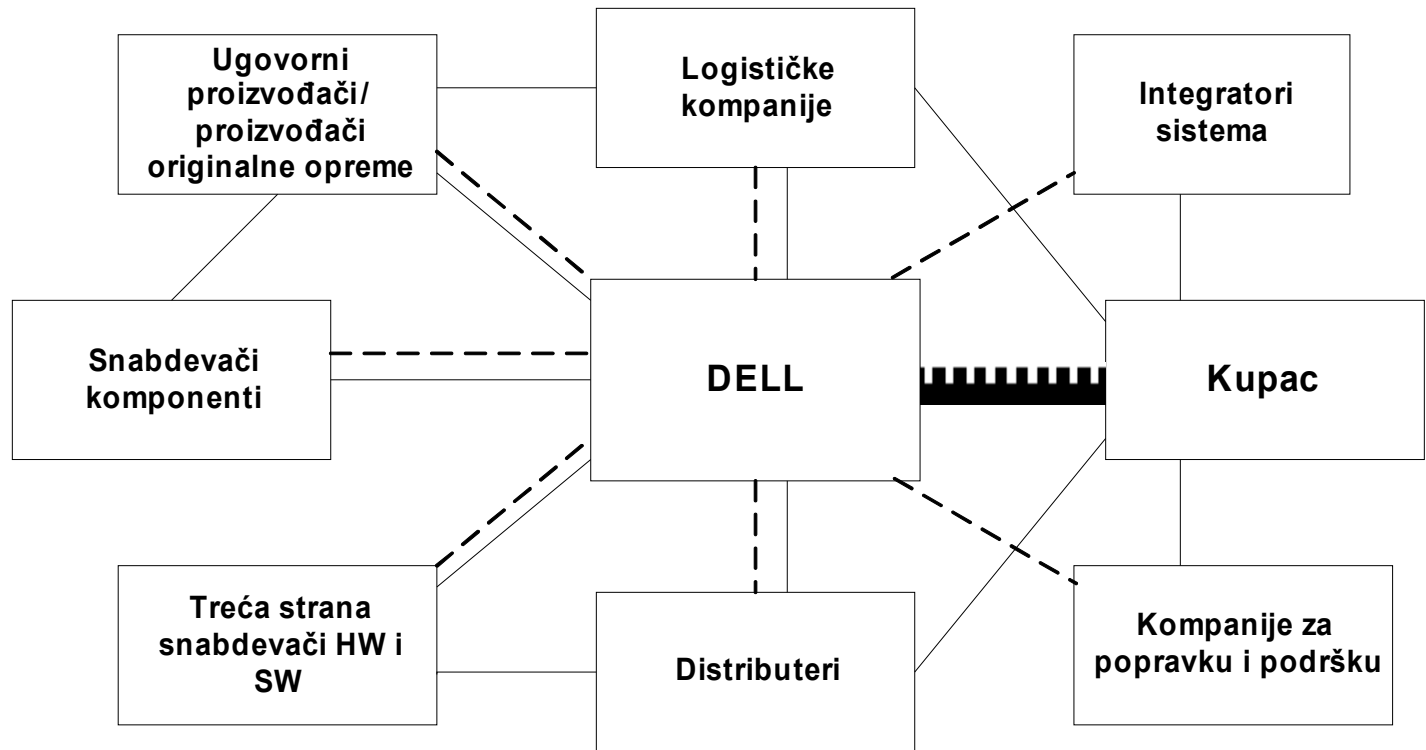 Ugovorni
proizvođači/
proizvođači
originalne opreme
Logističke
kompanije
Integratori
sistema
Snabdevači
komponenti
DELL
Kupac
Treća strana
snabdevači HW i
SW
Distributeri
Kompanije za
popravku i podršku